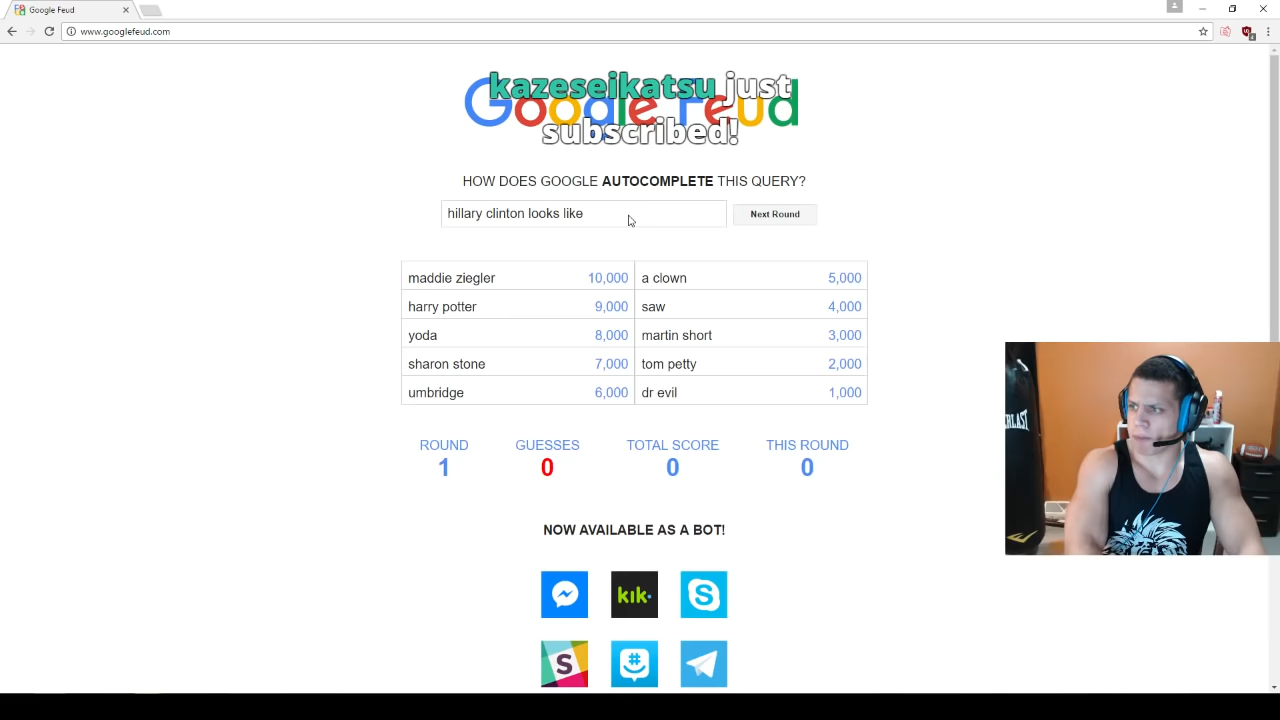 Google Feud
www.googlefeud.com
kazeseikatsu just
subscribed!
Google Feud
HOW DOES GOOGLE AUTOCOMPLETE THIS QUERY?
hillary clinton looks like
Next Round
maddie ziegler 10,000 a clown 5,000
harry potter 9,000 saw 4,000
yoda 8,000 martin short 3,000
sharon stone 7,000 tom petty 2,000
umbridge 6,000 dr evil 1,000
ROUND GUESSES TOTAL SCORE THIS ROUND
1 0 0 0
NOW AVAILABLE AS A BOT!
kik
S
ERLAST